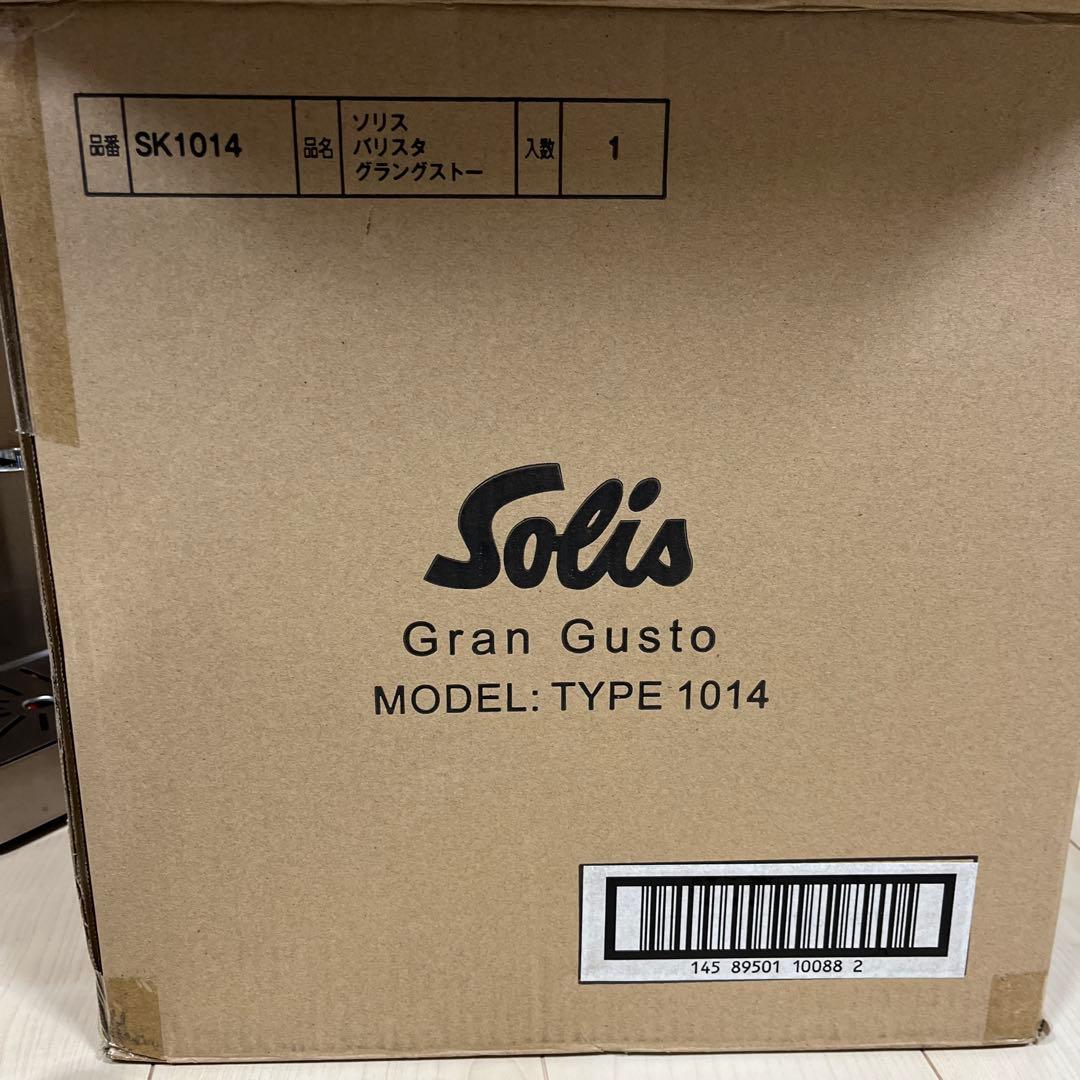 品番 SK1014 品名
ソリス
バリスタ
グラングストー
入数 1
Solis
Gran Gusto
MODEL: TYPE 1014
145 89501 10088 2